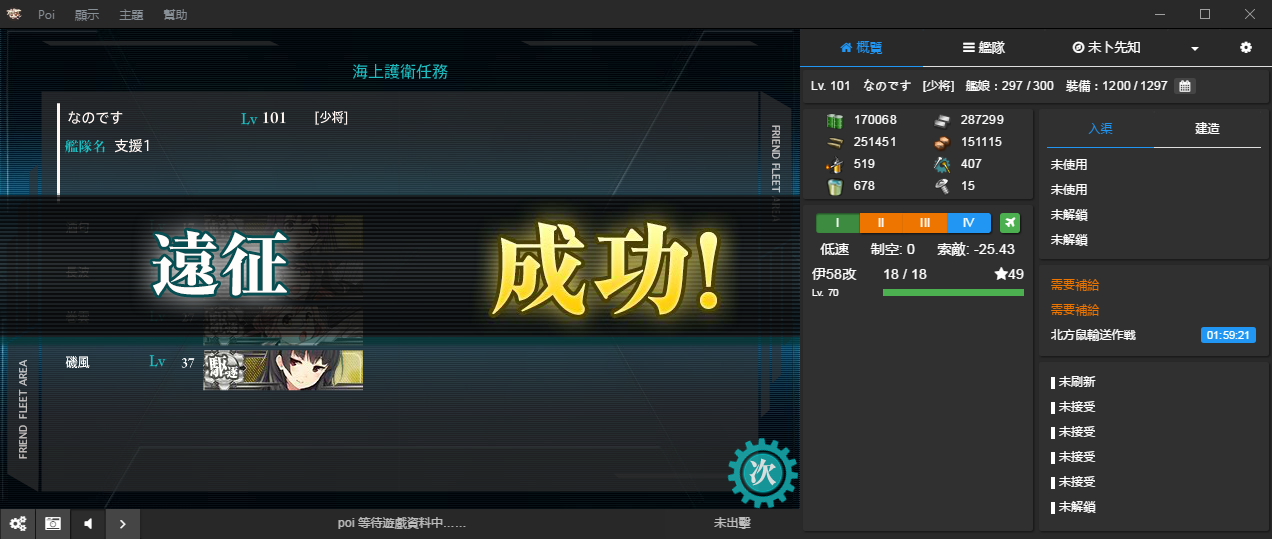 Poi 顯示 主題 幫助
海上護衛任務
なのです Lv 101 [少将]
艦隊名 支援1
FRIEND FLEET AREA
遠征 成功!
磯風 Lv 37
駆逐
FRIEND FLEET AREA
次
poi 等待遊戲資料中...... 未出擊
概覽 艦隊 未卜先知
Lv. 101 なのです [少将] 艦娘：297 / 300 裝備：1200 / 1297
170068 287299
251451 151115
519 407
678 15
I II III IV
低速 制空: 0 索敵: -25.43
伊58改 18 / 18 ★49
Lv. 70
入渠 建造
未使用
未使用
未解鎖
未解鎖
需要補給
需要補給
北方鼠輸送作戦 01:59:21
未刷新
未接受
未接受
未接受
未接受
未解鎖